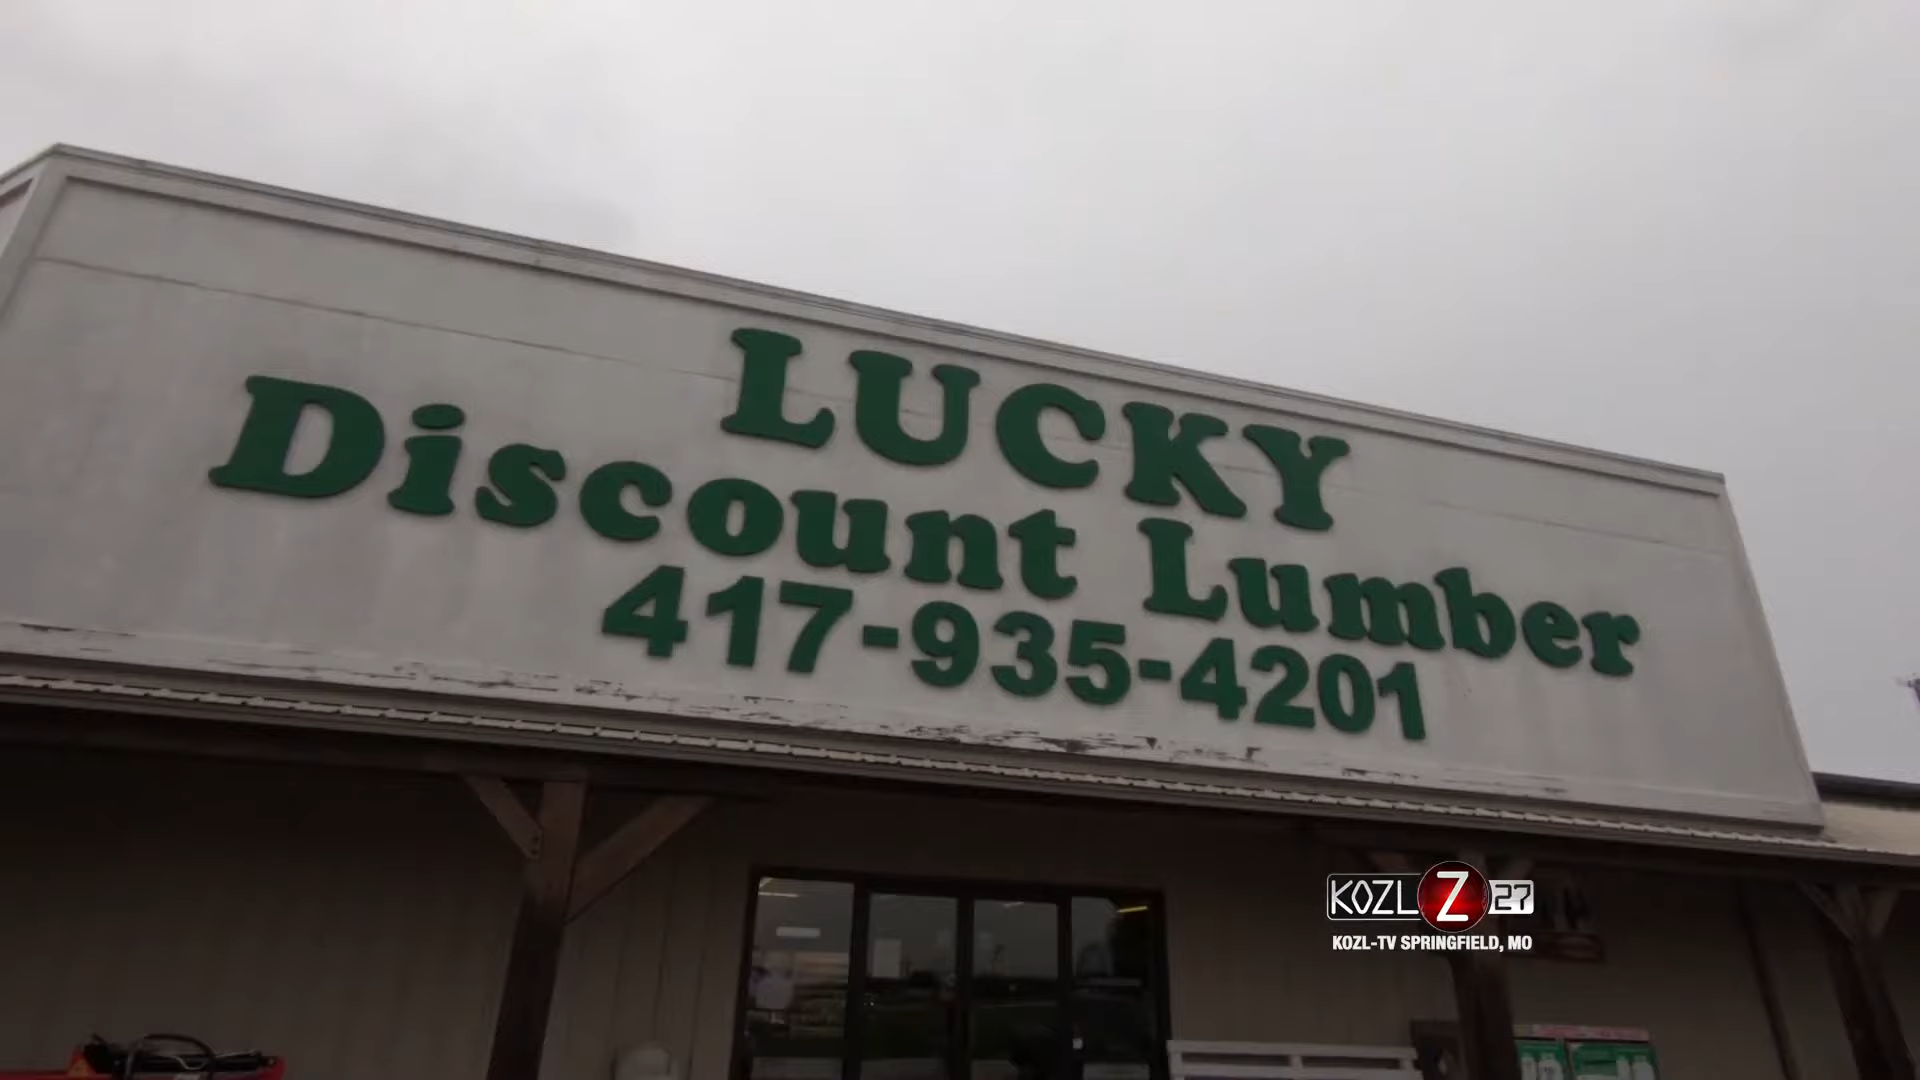 LUCKY
Discount Lumber
417-935-4201
KOZL Z 27
KOZL-TV SPRINGFIELD, MO